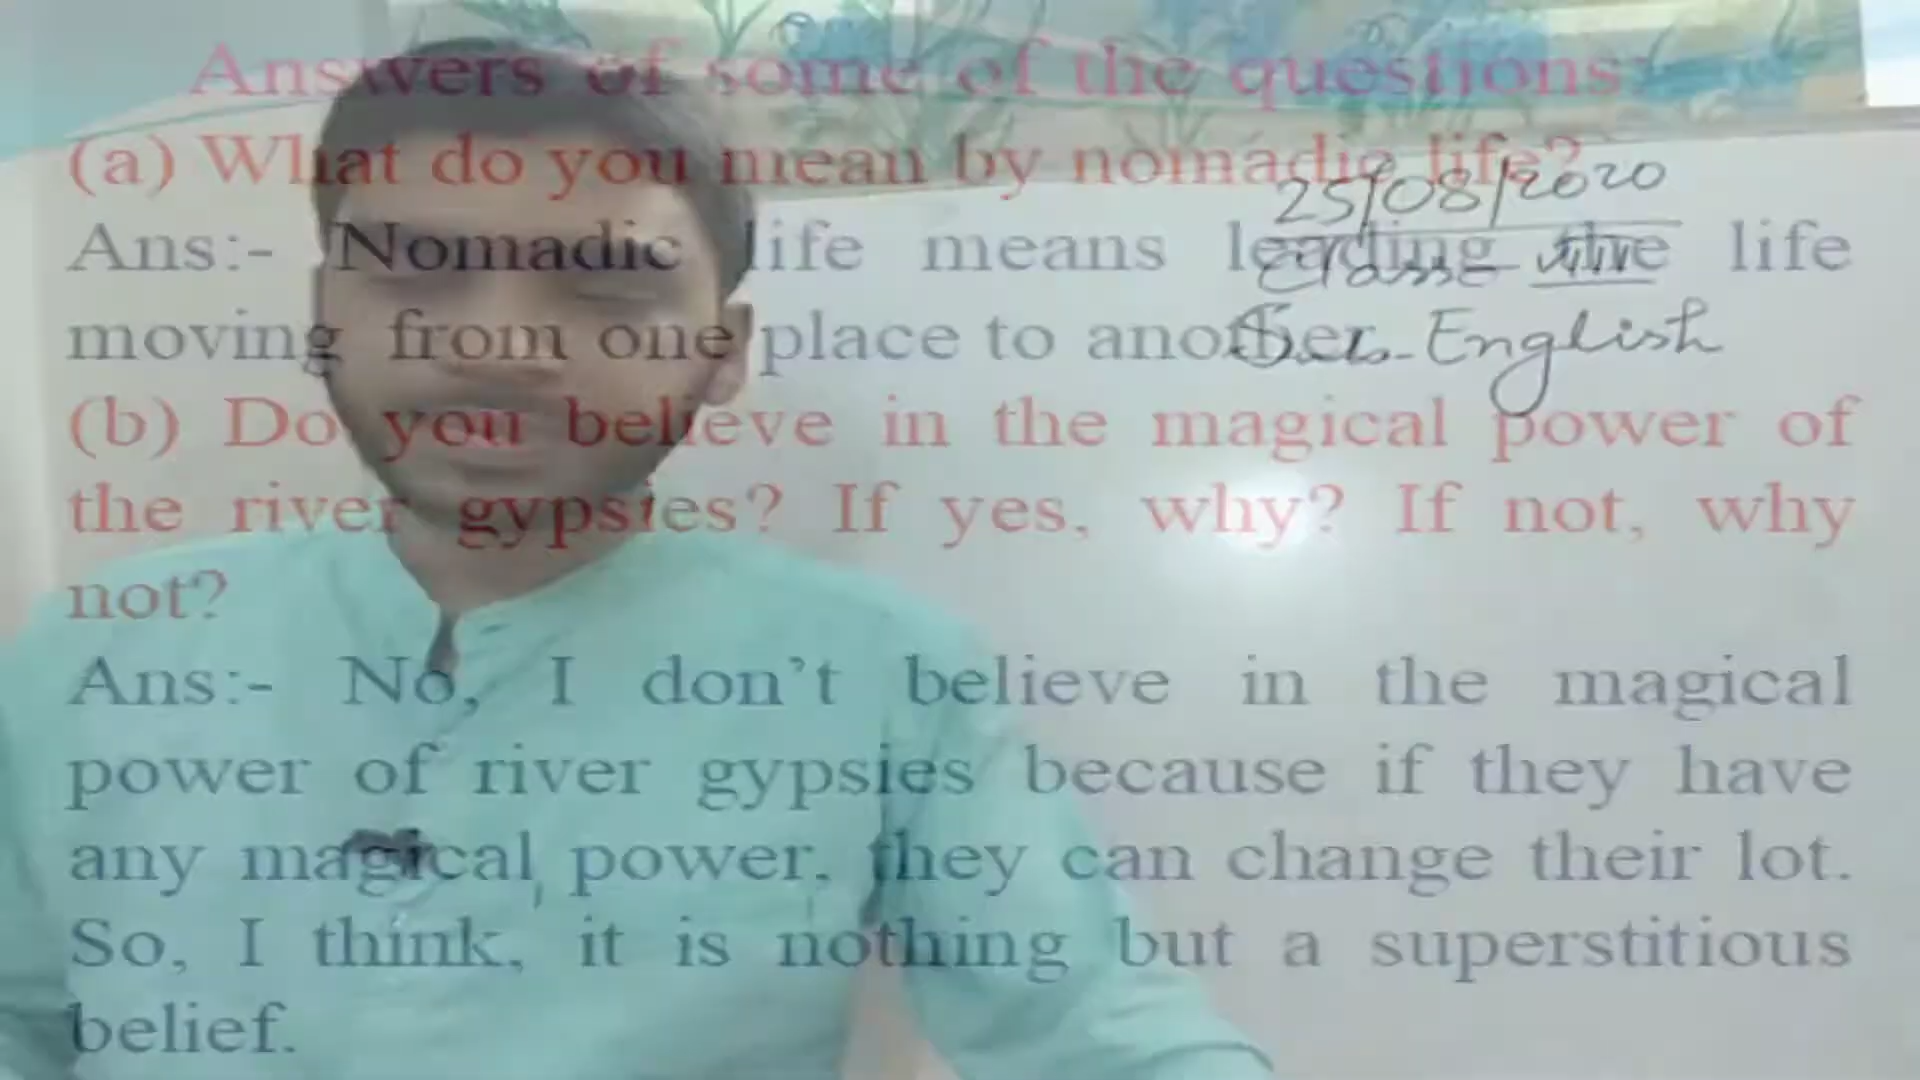 Answers of some of the questions:
(a) What do you mean by nomadic life?
25/08/2020
Ans:- Nomadic life means leading the life
Class- VIII
moving from one place to another.
Sub- English
(b) Do you believe in the magical power of
the river gypsies? If yes, why? If not, why
not?
Ans:- No, I don’t believe in the magical
power of river gypsies because if they have
any magical power, they can change their lot.
So, I think, it is nothing but a superstitious
belief.